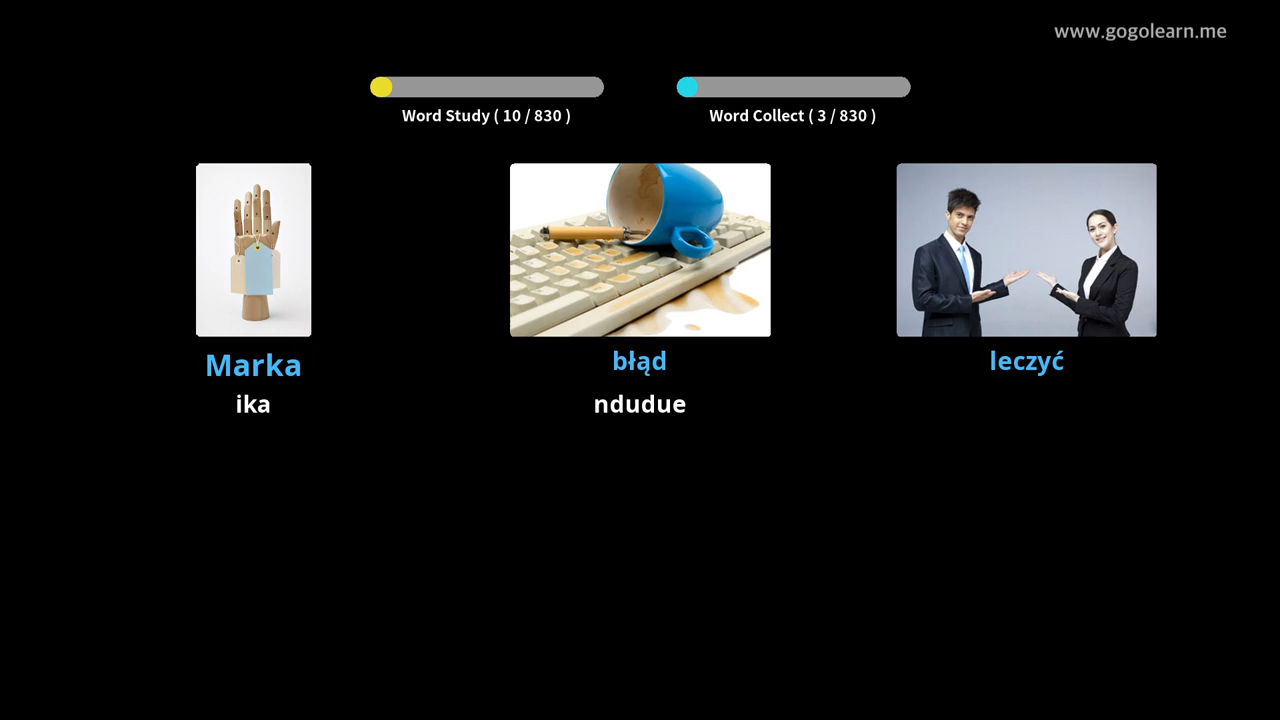 www.gogolearn.me
Word Study ( 10 / 830 )
Word Collect ( 3 / 830 )
Marka
ika
błąd
ndudue
leczyć